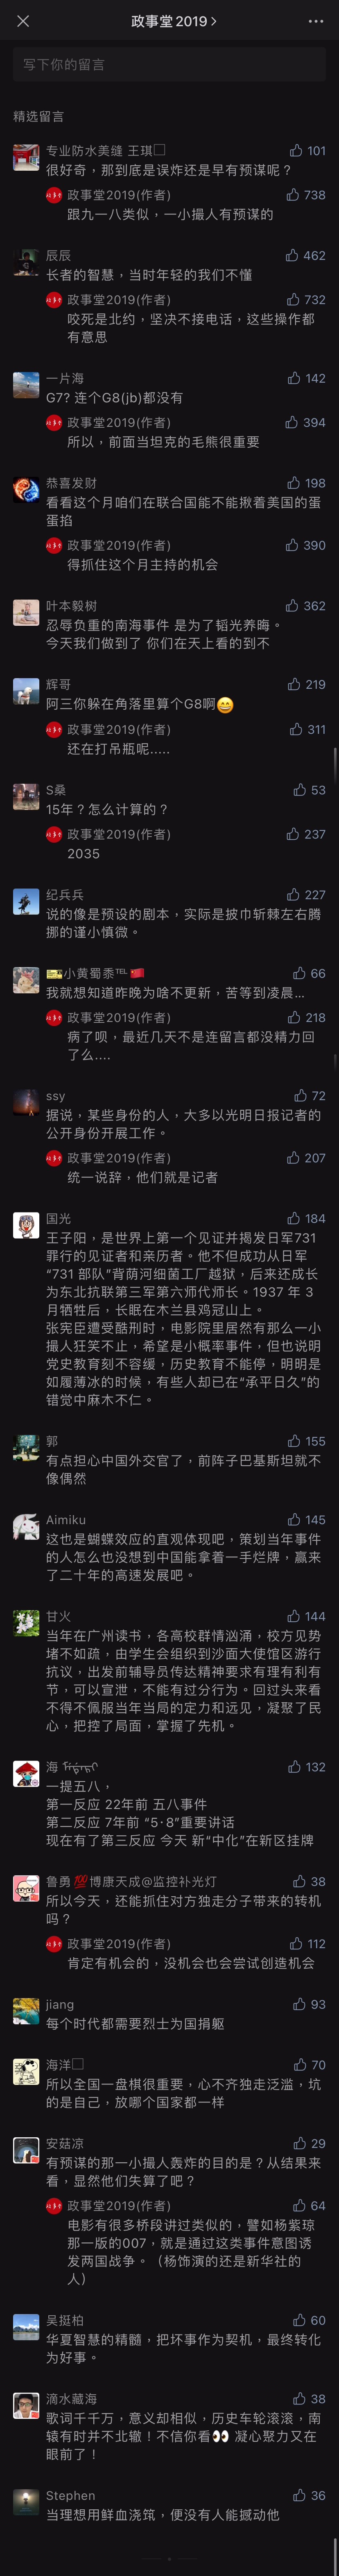 政事堂2019
写下你的留言
精选留言
专业防水美缝 王琪
101
很好奇，那到底是误炸还是早有预谋呢？
政事堂2019(作者)
738
跟九一八类似，一小撮人有预谋的
辰辰
462
长者的智慧，当时年轻的我们不懂
政事堂2019(作者)
732
咬死是北约，坚决不接电话，这些操作都
有意思
一片海
142
G7? 连个G8(jb)都没有
政事堂2019(作者)
394
所以，前面当坦克的毛熊很重要
恭喜发财
198
看看这个月咱们在联合国能不能揪着美国的蛋
蛋掐
政事堂2019(作者)
390
得抓住这个月主持的机会
叶本毅树
362
忍辱负重的南海事件 是为了韬光养晦。
今天我们做到了 你们在天上看的到不
辉哥
219
阿三你躲在角落里算个G8啊😄
政事堂2019(作者)
311
还在打吊瓶呢.....
S桑
53
15年？怎么计算的？
政事堂2019(作者)
237
2035
纪兵兵
227
说的像是预设的剧本，实际是披巾斩棘左右腾
挪的谨小慎微。
🎫小黄蜀黍℡🇨🇳
66
我就想知道昨晚为啥不更新，苦等到凌晨...
政事堂2019(作者)
218
病了呗，最近几天不是连留言都没精力回
了么....
ssy
72
据说，某些身份的人，大多以光明日报记者的
公开身份开展工作。
政事堂2019(作者)
207
统一说辞，他们就是记者
国光
184
王子阳，是世界上第一个见证并揭发日军731
罪行的见证者和亲历者。他不但成功从日军
“731 部队”背荫河细菌工厂越狱，后来还成长
为东北抗联第三军第六师代师长。1937 年 3
月牺牲后，长眠在木兰县鸡冠山上。
张宪臣遭受酷刑时，电影院里居然有那么一小
撮人狂笑不止，希望是小概率事件，但也说明
党史教育刻不容缓，历史教育不能停，明明是
如履薄冰的时候，有些人却已在“承平日久”的
错觉中麻木不仁。
郭
155
有点担心中国外交官了，前阵子巴基斯坦就不
像偶然
Aimiku
145
这也是蝴蝶效应的直观体现吧，策划当年事件
的人怎么也没想到中国能拿着一手烂牌，赢来
了二十年的高速发展吧。
甘火
144
当年在广州读书，各高校群情汹涌，校方见势
堵不如疏，由学生会组织到沙面大使馆区游行
抗议，出发前辅导员传达精神要求有理有利有
节，可以宣泄，不能有过分行为。回过头来看
不得不佩服当年当局的定力和远见，凝聚了民
心，把控了局面，掌握了先机。
海
132
一提五八，
第一反应 22年前 五八事件
第二反应 7年前 “5·8”重要讲话
现在有了第三反应 今天 新“中化”在新区挂牌
鲁勇💯博康天成@监控补光灯
38
所以今天，还能抓住对方独走分子带来的转机
吗？
政事堂2019(作者)
112
肯定有机会的，没机会也会尝试创造机会
jiang
93
每个时代都需要烈士为国捐躯
海洋
70
所以全国一盘棋很重要，心不齐独走泛滥，坑
的是自己，放哪个国家都一样
安菇凉
29
有预谋的那一小撮人轰炸的目的是？从结果来
看，显然他们失算了吧？
政事堂2019(作者)
64
电影有很多桥段讲过类似的，譬如杨紫琼
那一版的007，就是通过这类事件意图诱
发两国战争。（杨饰演的还是新华社的
人）
吴挺柏
60
华夏智慧的精髓，把坏事作为契机，最终转化
为好事。
滴水藏海
38
歌词千千万，意义却相似，历史车轮滚滚，南
辕有时并不北辙！不信你看👀 凝心聚力又在
眼前了！
Stephen
36
当理想用鲜血浇筑，便没有人能撼动他